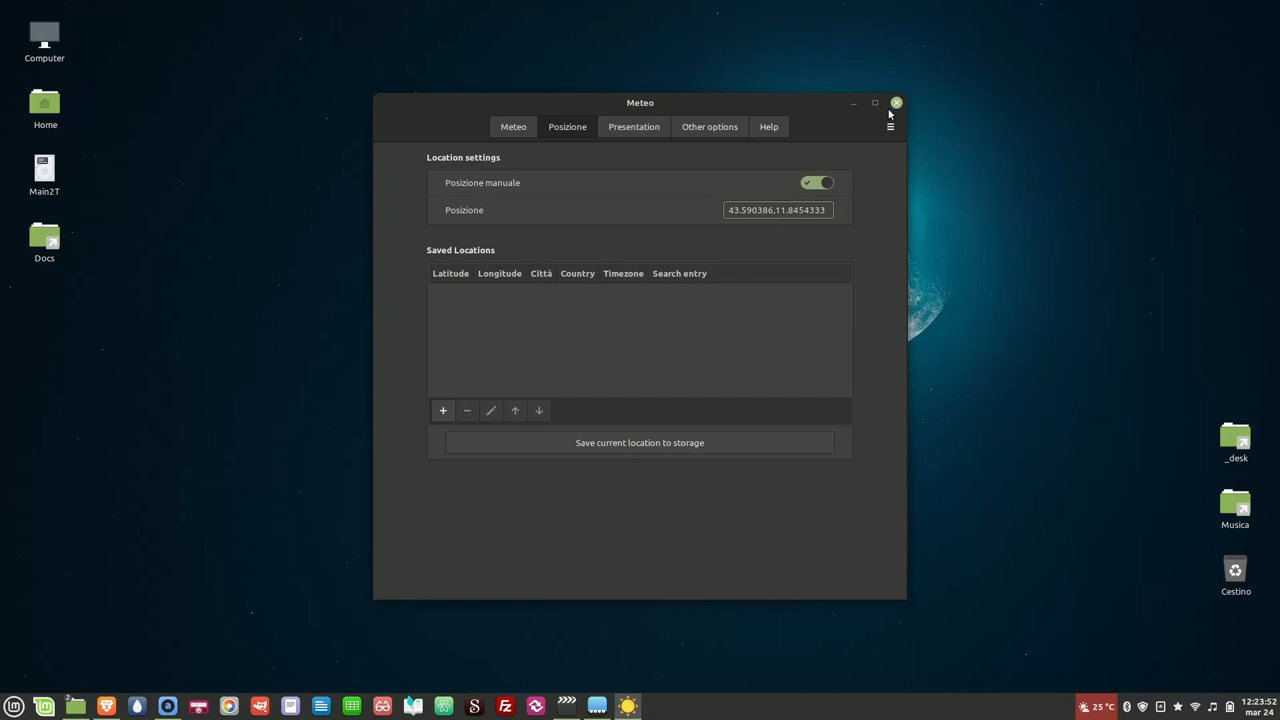 Computer
Home
Main2T
Docs
Meteo
Meteo Posizione Presentation Other options Help
Location settings
Posizione manuale
Posizione 43.590386,11.8454333
Saved Locations
Latitude Longitude Città Country Timezone Search entry
Save current location to storage
_desk
Musica
Cestino
2
25 °C
12:23:52
mar 24